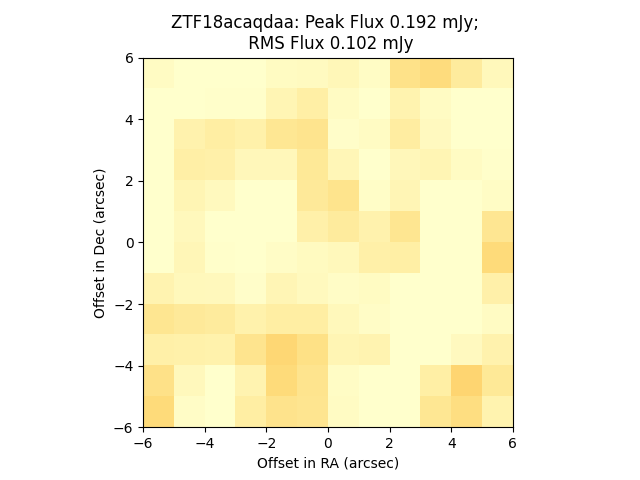 ZTF18acaqdaa: Peak Flux 0.192 mJy;
RMS Flux 0.102 mJy
6
4
2
0
−2
−4
−6
Offset in Dec (arcsec)
−6 −4 −2 0 2 4 6
Offset in RA (arcsec)